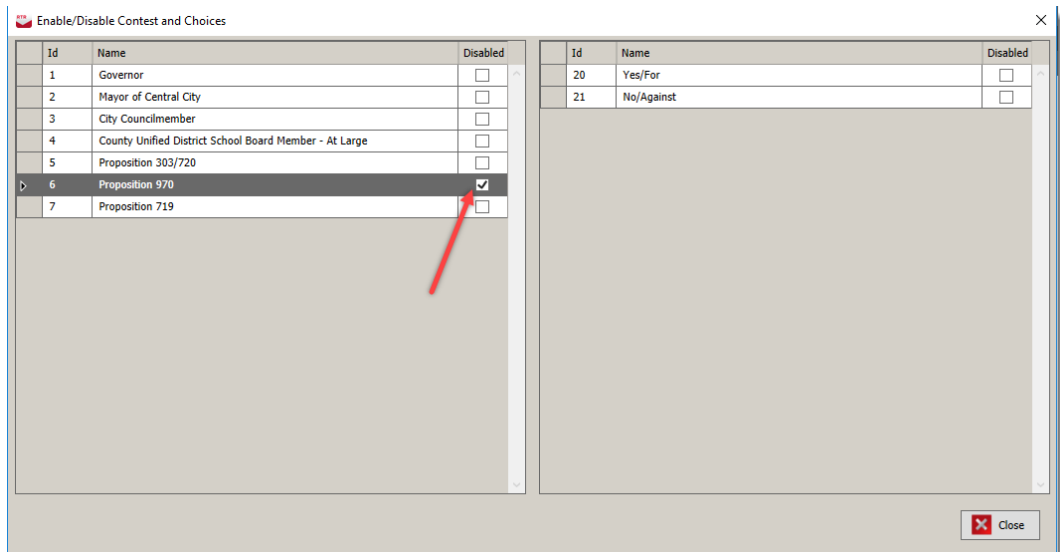 RTR Enable/Disable Contest and Choices
Id Name Disabled
1 Governor
2 Mayor of Central City
3 City Councilmember
4 County Unified District School Board Member - At Large
5 Proposition 303/720
6 Proposition 970
7 Proposition 719
Id Name Disabled
20 Yes/For
21 No/Against
Close